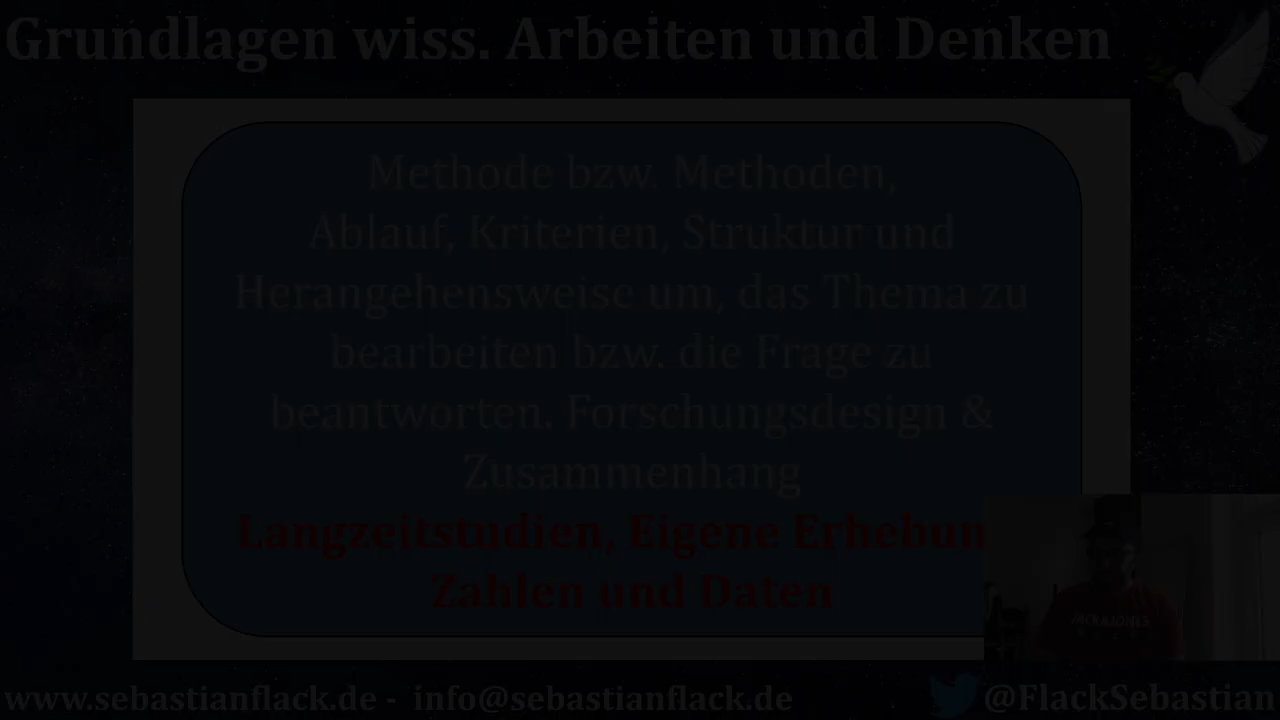 Grundlagen wiss. Arbeiten und Denken
Methode bzw. Methoden,
Ablauf, Kriterien, Struktur und
Herangehensweise um, das Thema zu
bearbeiten bzw. die Frage zu
beantworten. Forschungsdesign &
Zusammenhang
Langzeitstudien, Eigene Erhebun
Zahlen und Daten
JACK&JONES
www.sebastianflack.de - info@sebastianflack.de
@FlackSebastian